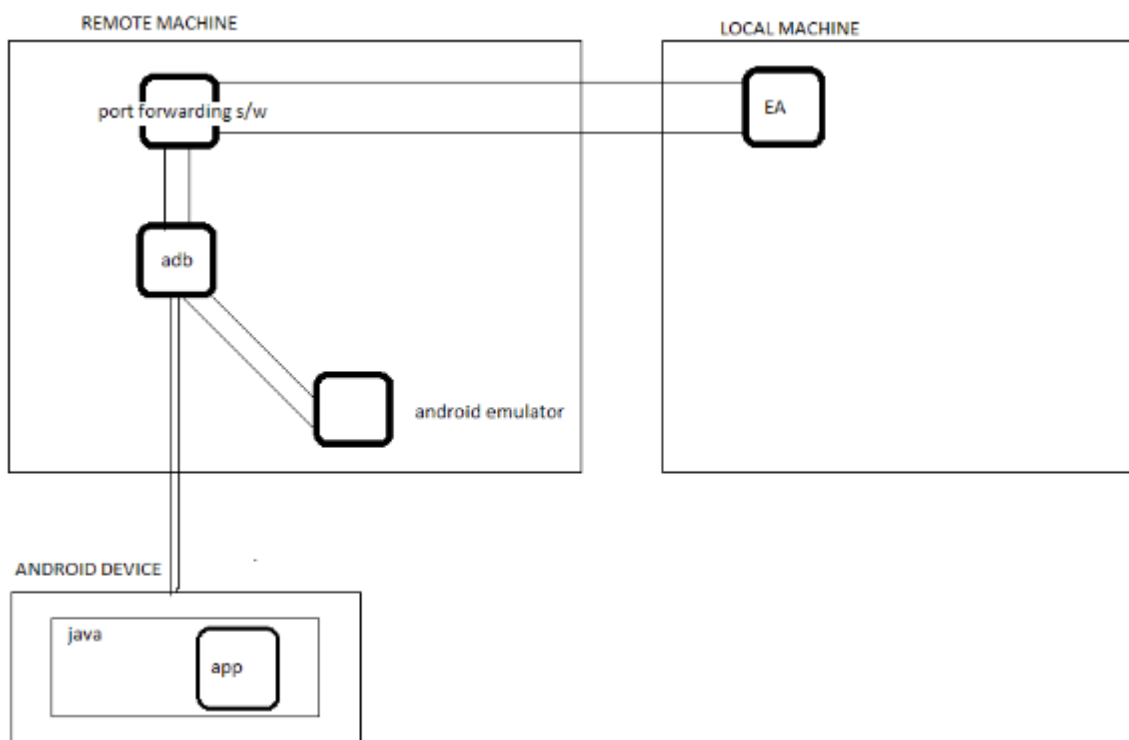 REMOTE MACHINE
LOCAL MACHINE
port forwarding s/w
EA
adb
android emulator
ANDROID DEVICE
java
app